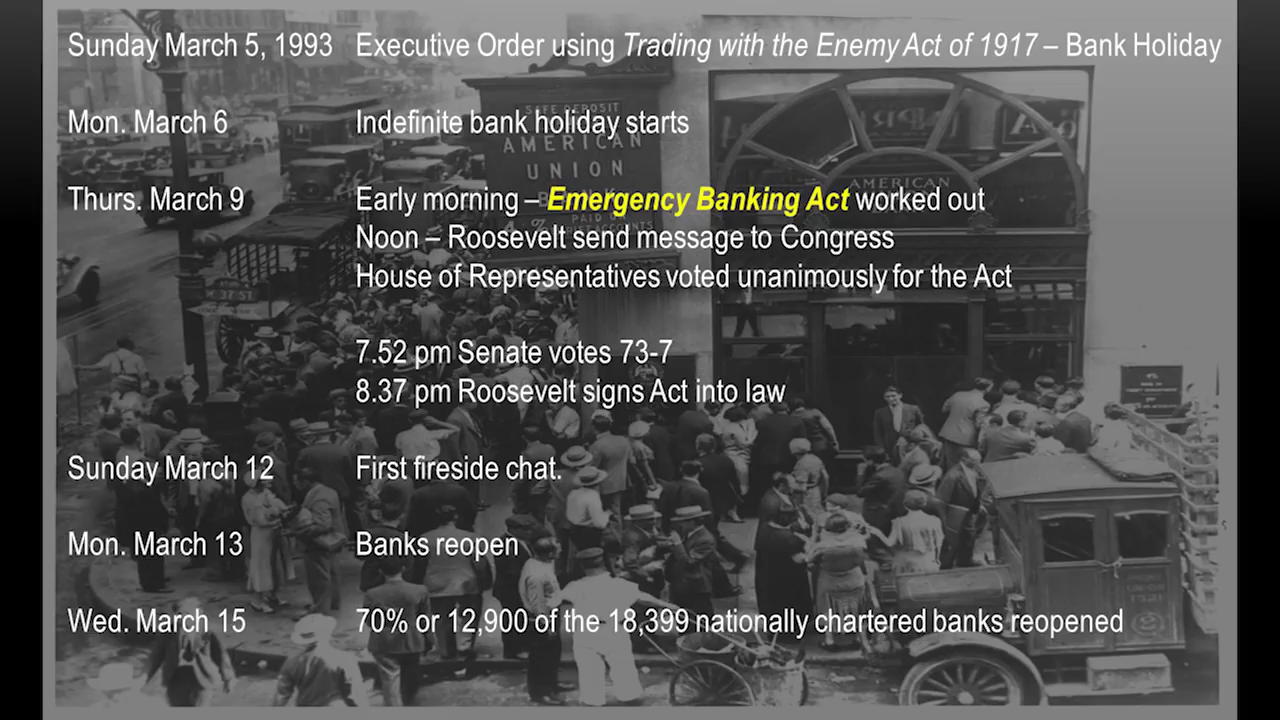 Sunday March 5, 1993 Executive Order using Trading with the Enemy Act of 1917 – Bank Holiday
Mon. March 6 Indefinite bank holiday starts
Thurs. March 9 Early morning – Emergency Banking Act worked out
Noon – Roosevelt send message to Congress
House of Representatives voted unanimously for the Act
7.52 pm Senate votes 73-7
8.37 pm Roosevelt signs Act into law
Sunday March 12 First fireside chat.
Mon. March 13 Banks reopen
Wed. March 15 70% or 12,900 of the 18,399 nationally chartered banks reopened
SAFE DEPOSIT
AMERICAN
UNION
BANK
AMERICAN